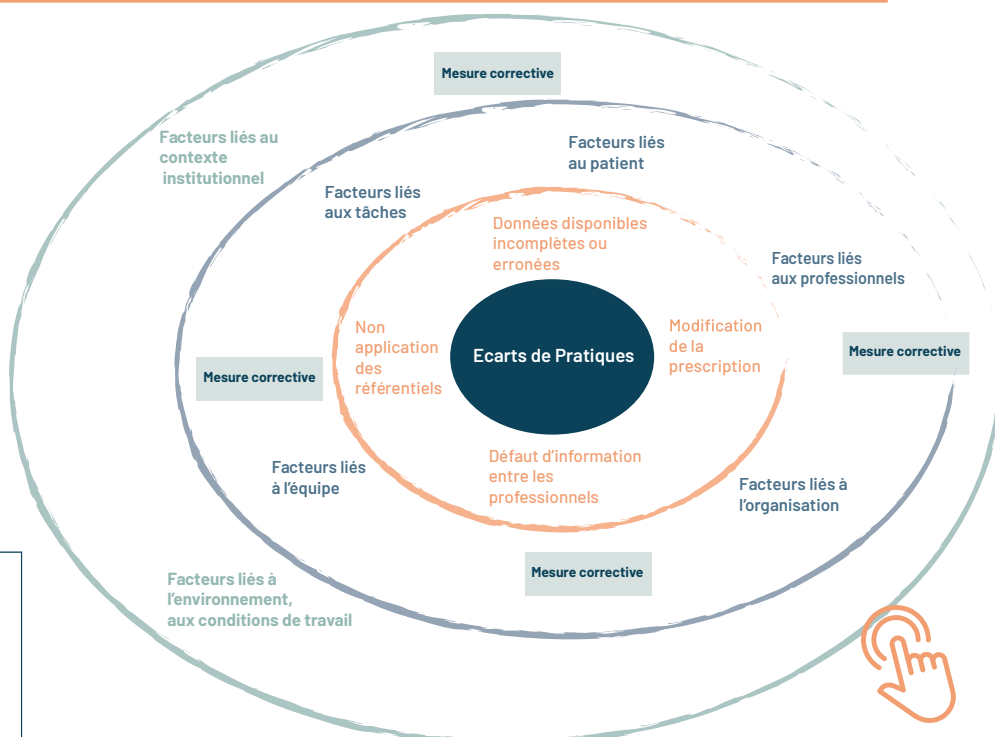 Mesure corrective
Facteurs liés au
contexte
institutionnel
Facteurs liés
au patient
Facteurs liés
aux tâches
Données disponibles
incomplètes ou
erronées
Facteurs liés
aux professionnels
Non
application
des
référentiels
Ecarts de Pratiques
Modification
de la
prescription
Mesure corrective
Mesure corrective
Défaut d’information
entre les
professionnels
Facteurs liés
à l’équipe
Facteurs liés à
l’organisation
Mesure corrective
Facteurs liés à
l’environnement,
aux conditions de travail